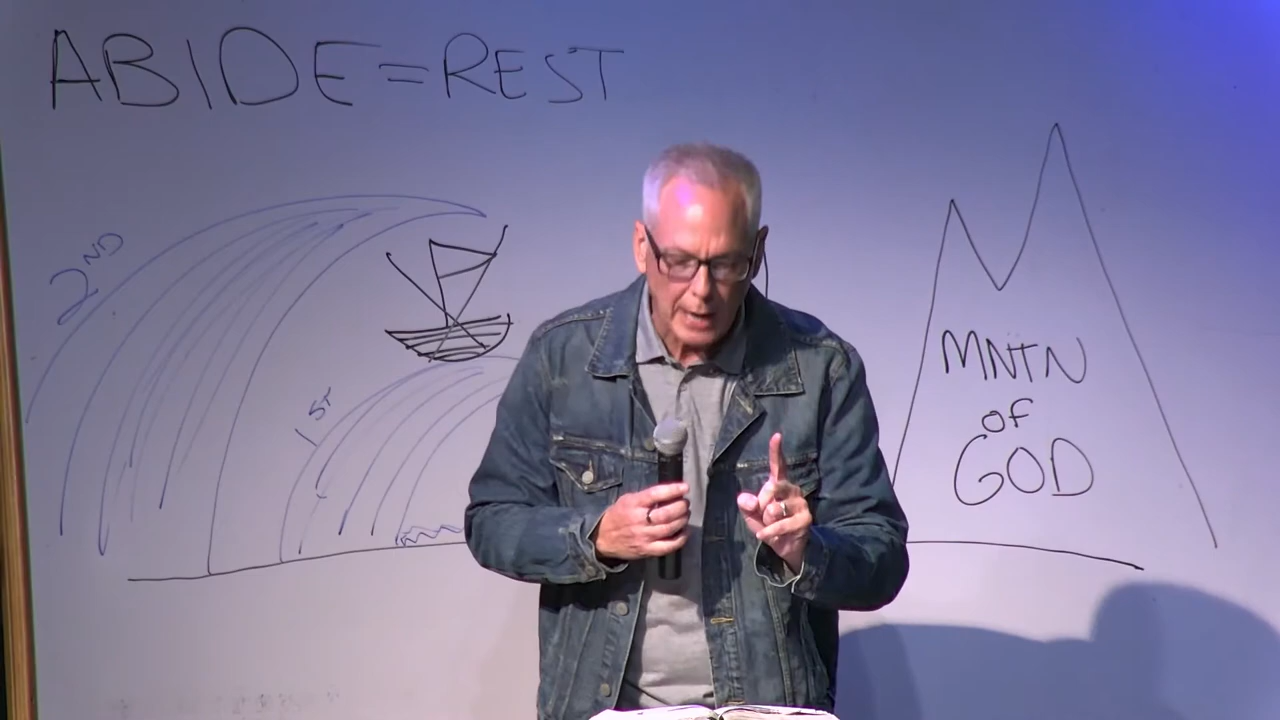 ABIDE=REST
2ND
1ST
MNTN
OF
GOD